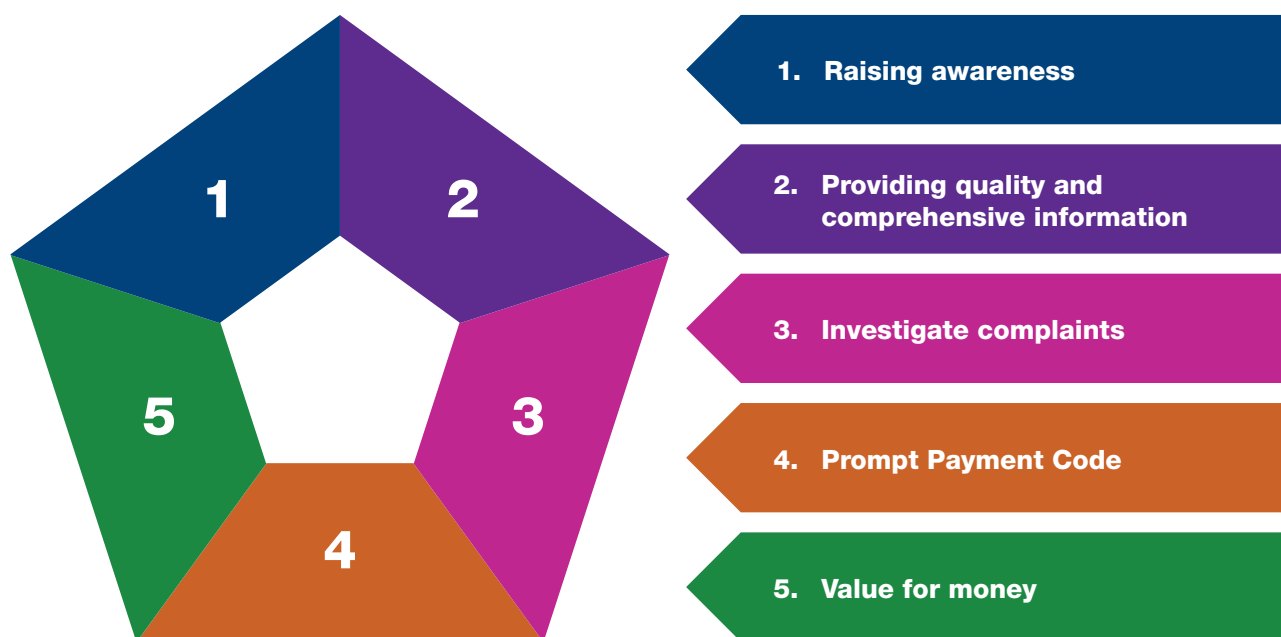 1
2
3
4
5
1. Raising awareness
2. Providing quality and
comprehensive information
3. Investigate complaints
4. Prompt Payment Code
5. Value for money